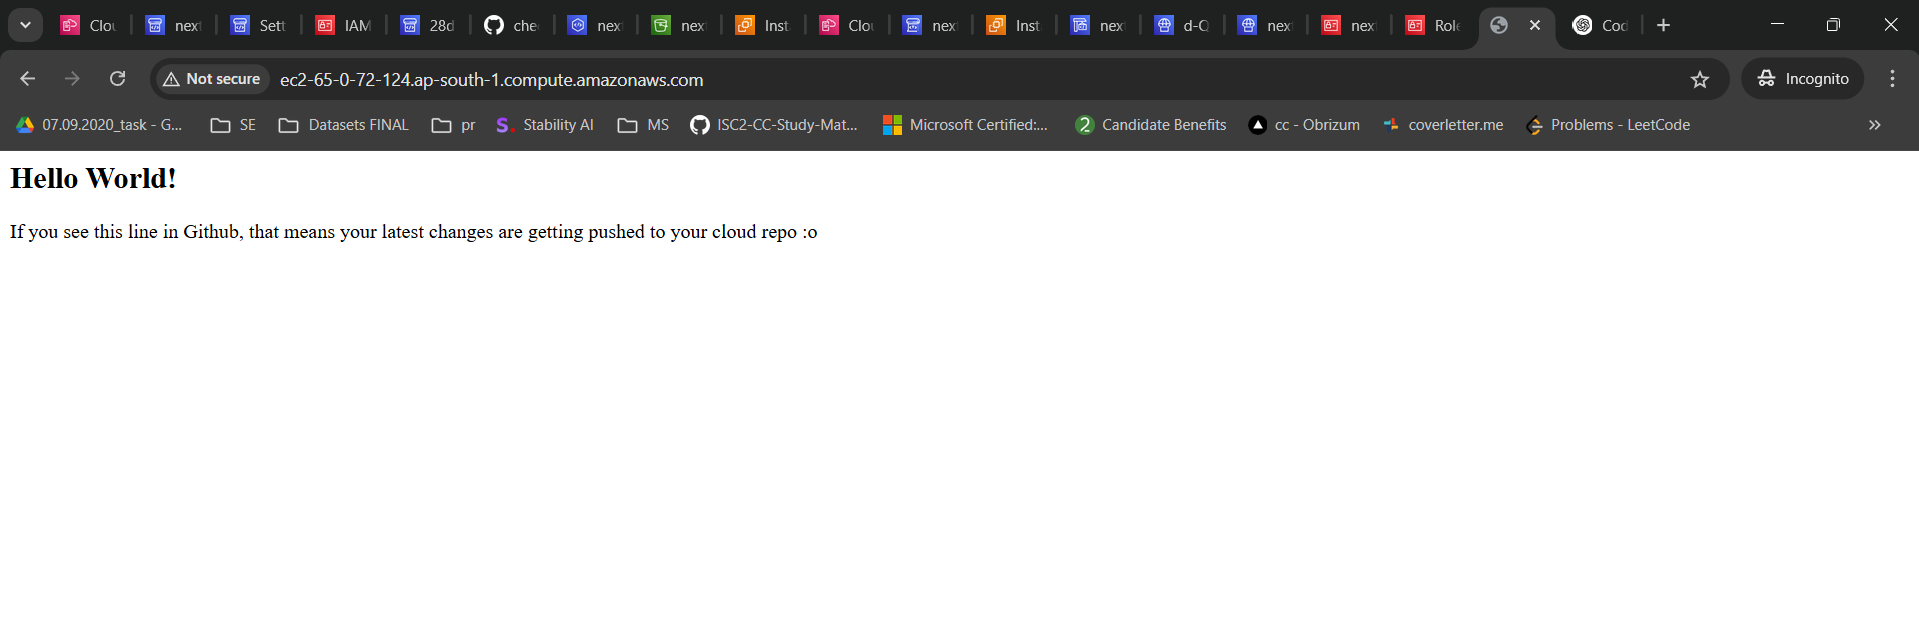 Clou nex Sett IAM 28d che nex nex Inst Clou nex Inst nex d-Q nex nex Role Cod
Not secure ec2-65-0-72-124.ap-south-1.compute.amazonaws.com Incognito
07.09.2020_task - G... SE Datasets FINAL pr S. Stability AI MS ISC2-CC-Study-Mat... Microsoft Certified:... 2 Candidate Benefits cc - Obrizum coverletter.me Problems - LeetCode
Hello World!
If you see this line in Github, that means your latest changes are getting pushed to your cloud repo :o